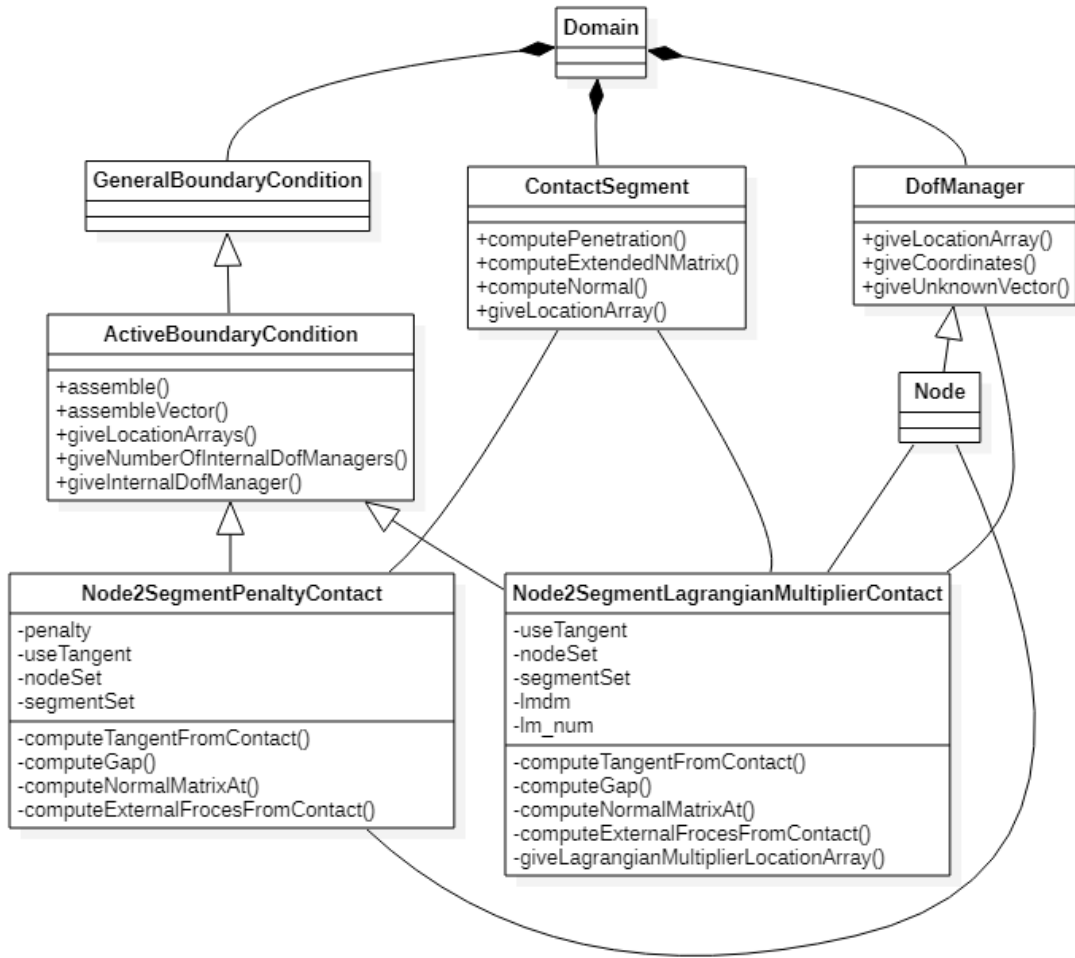 Domain
GeneralBoundaryCondition
ContactSegment
+computePenetration()
+computeExtendedNMatrix()
+computeNormal()
+giveLocationArray()
DofManager
+giveLocationArray()
+giveCoordinates()
+giveUnknownVector()
ActiveBoundaryCondition
+assemble()
+assembleVector()
+giveLocationArrays()
+giveNumberOfInternalDofManagers()
+giveInternalDofManager()
Node
Node2SegmentPenaltyContact
-penalty
-useTangent
-nodeSet
-segmentSet
-computeTangentFromContact()
-computeGap()
-computeNormalMatrixAt()
-computeExternalFrocesFromContact()
Node2SegmentLagrangianMultiplierContact
-useTangent
-nodeSet
-segmentSet
-lmdm
-lm_num
-computeTangentFromContact()
-computeGap()
-computeNormalMatrixAt()
-computeExternalFrocesFromContact()
-giveLagrangianMultiplierLocationArray()